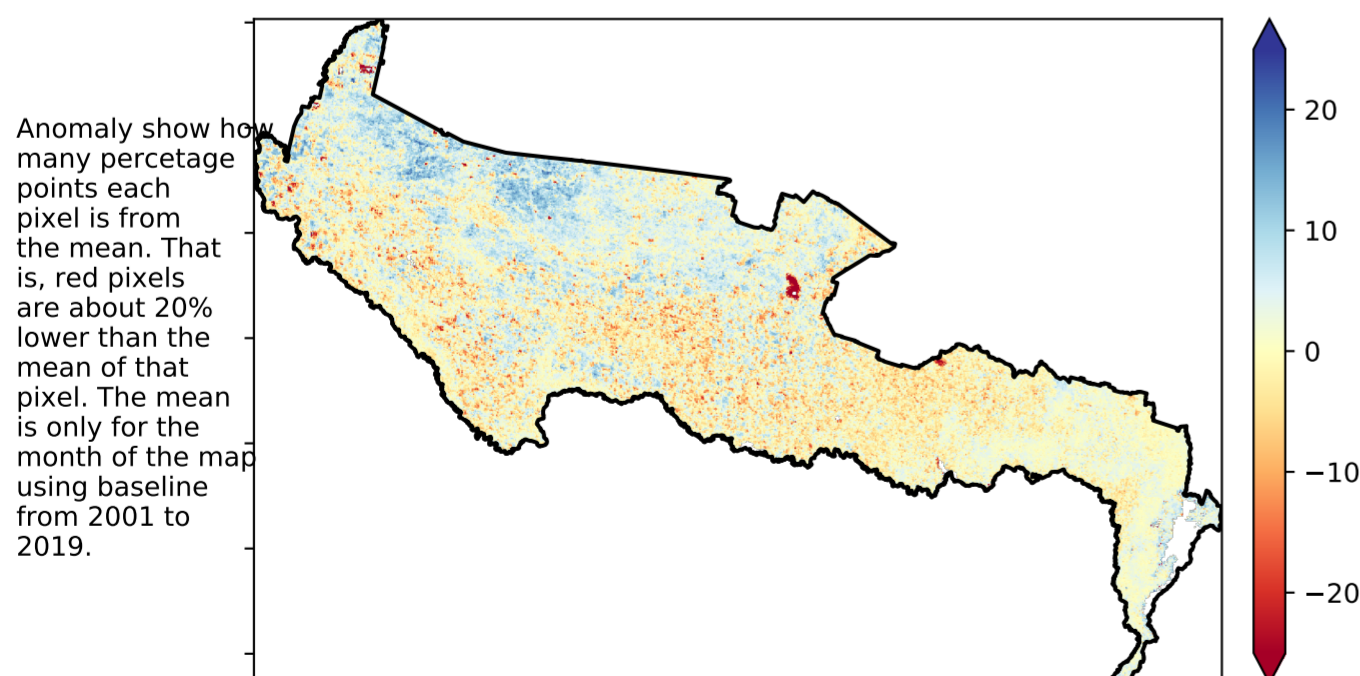 Anomaly show how
many percetage
points each
pixel is from
the mean. That
is, red pixels
are about 20%
lower than the
mean of that
pixel. The mean
is only for the
month of the map
using baseline
from 2001 to
2019.
20
10
0
−10
−20